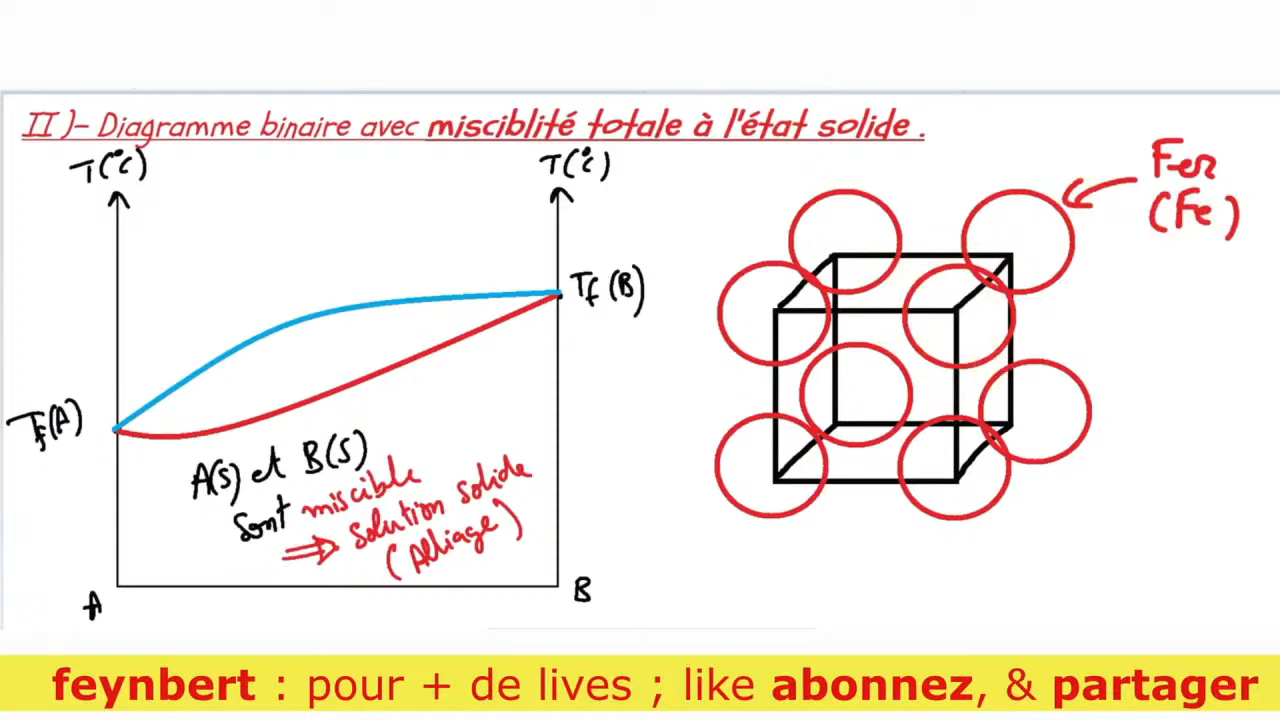 II)- Diagramme binaire avec misciblité totale à l'état solide.
T(°C)
T(°C)
Fer
(Fe)
Tf (B)
Tf(A)
A(S) et B(S)
sont miscible
⇒ solution solide
(Alliage)
A
B
feynbert : pour + de lives ; like abonnez, & partager